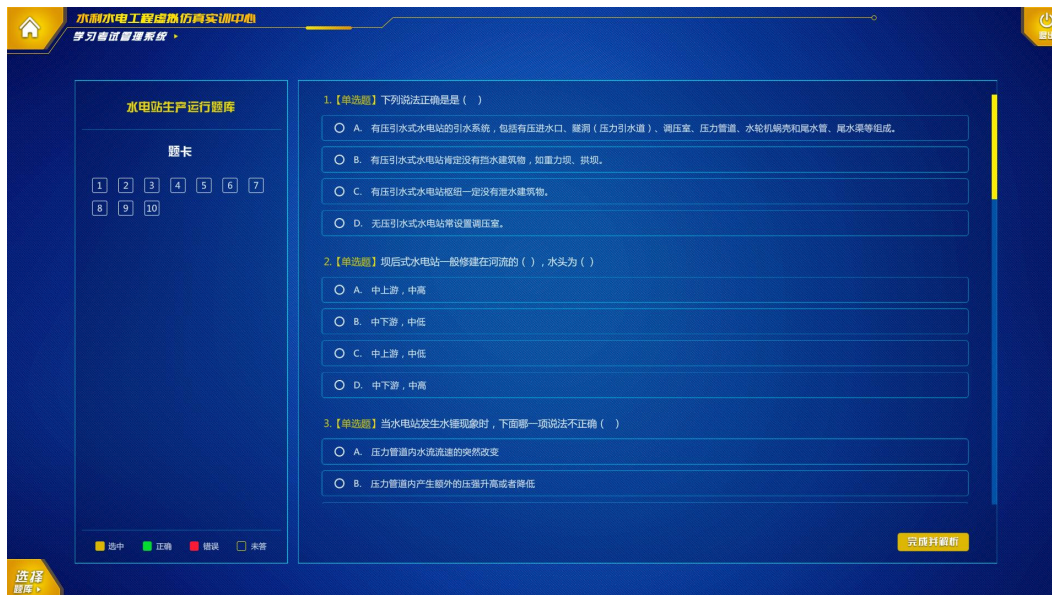 水利水电工程虚拟仿真实训中心
学习考试管理系统
退出
水电站生产运行题库
题卡
1 2 3 4 5 6 7
8 9 10
选中 正确 错误 未答
选择
题库
1.【单选题】下列说法正确是是（ ）
A. 有压引水式水电站的引水系统，包括有压进水口、隧洞（压力引水道）、调压室、压力管道、水轮机蜗壳和尾水管、尾水渠等组成。
B. 有压引水式水电站肯定没有挡水建筑物，如重力坝、拱坝。
C. 有压引水式水电站枢纽一定没有泄水建筑物。
D. 无压引水式水电站常设置调压室。
2.【单选题】坝后式水电站一般修建在河流的（ ），水头为（ ）
A. 中上游，中高
B. 中下游，中低
C. 中上游，中低
D. 中下游，中高
3.【单选题】当水电站发生水锤现象时，下面哪一项说法不正确（ ）
A. 压力管道内水流流速的突然改变
B. 压力管道内产生额外的压强升高或者降低
完成并解析